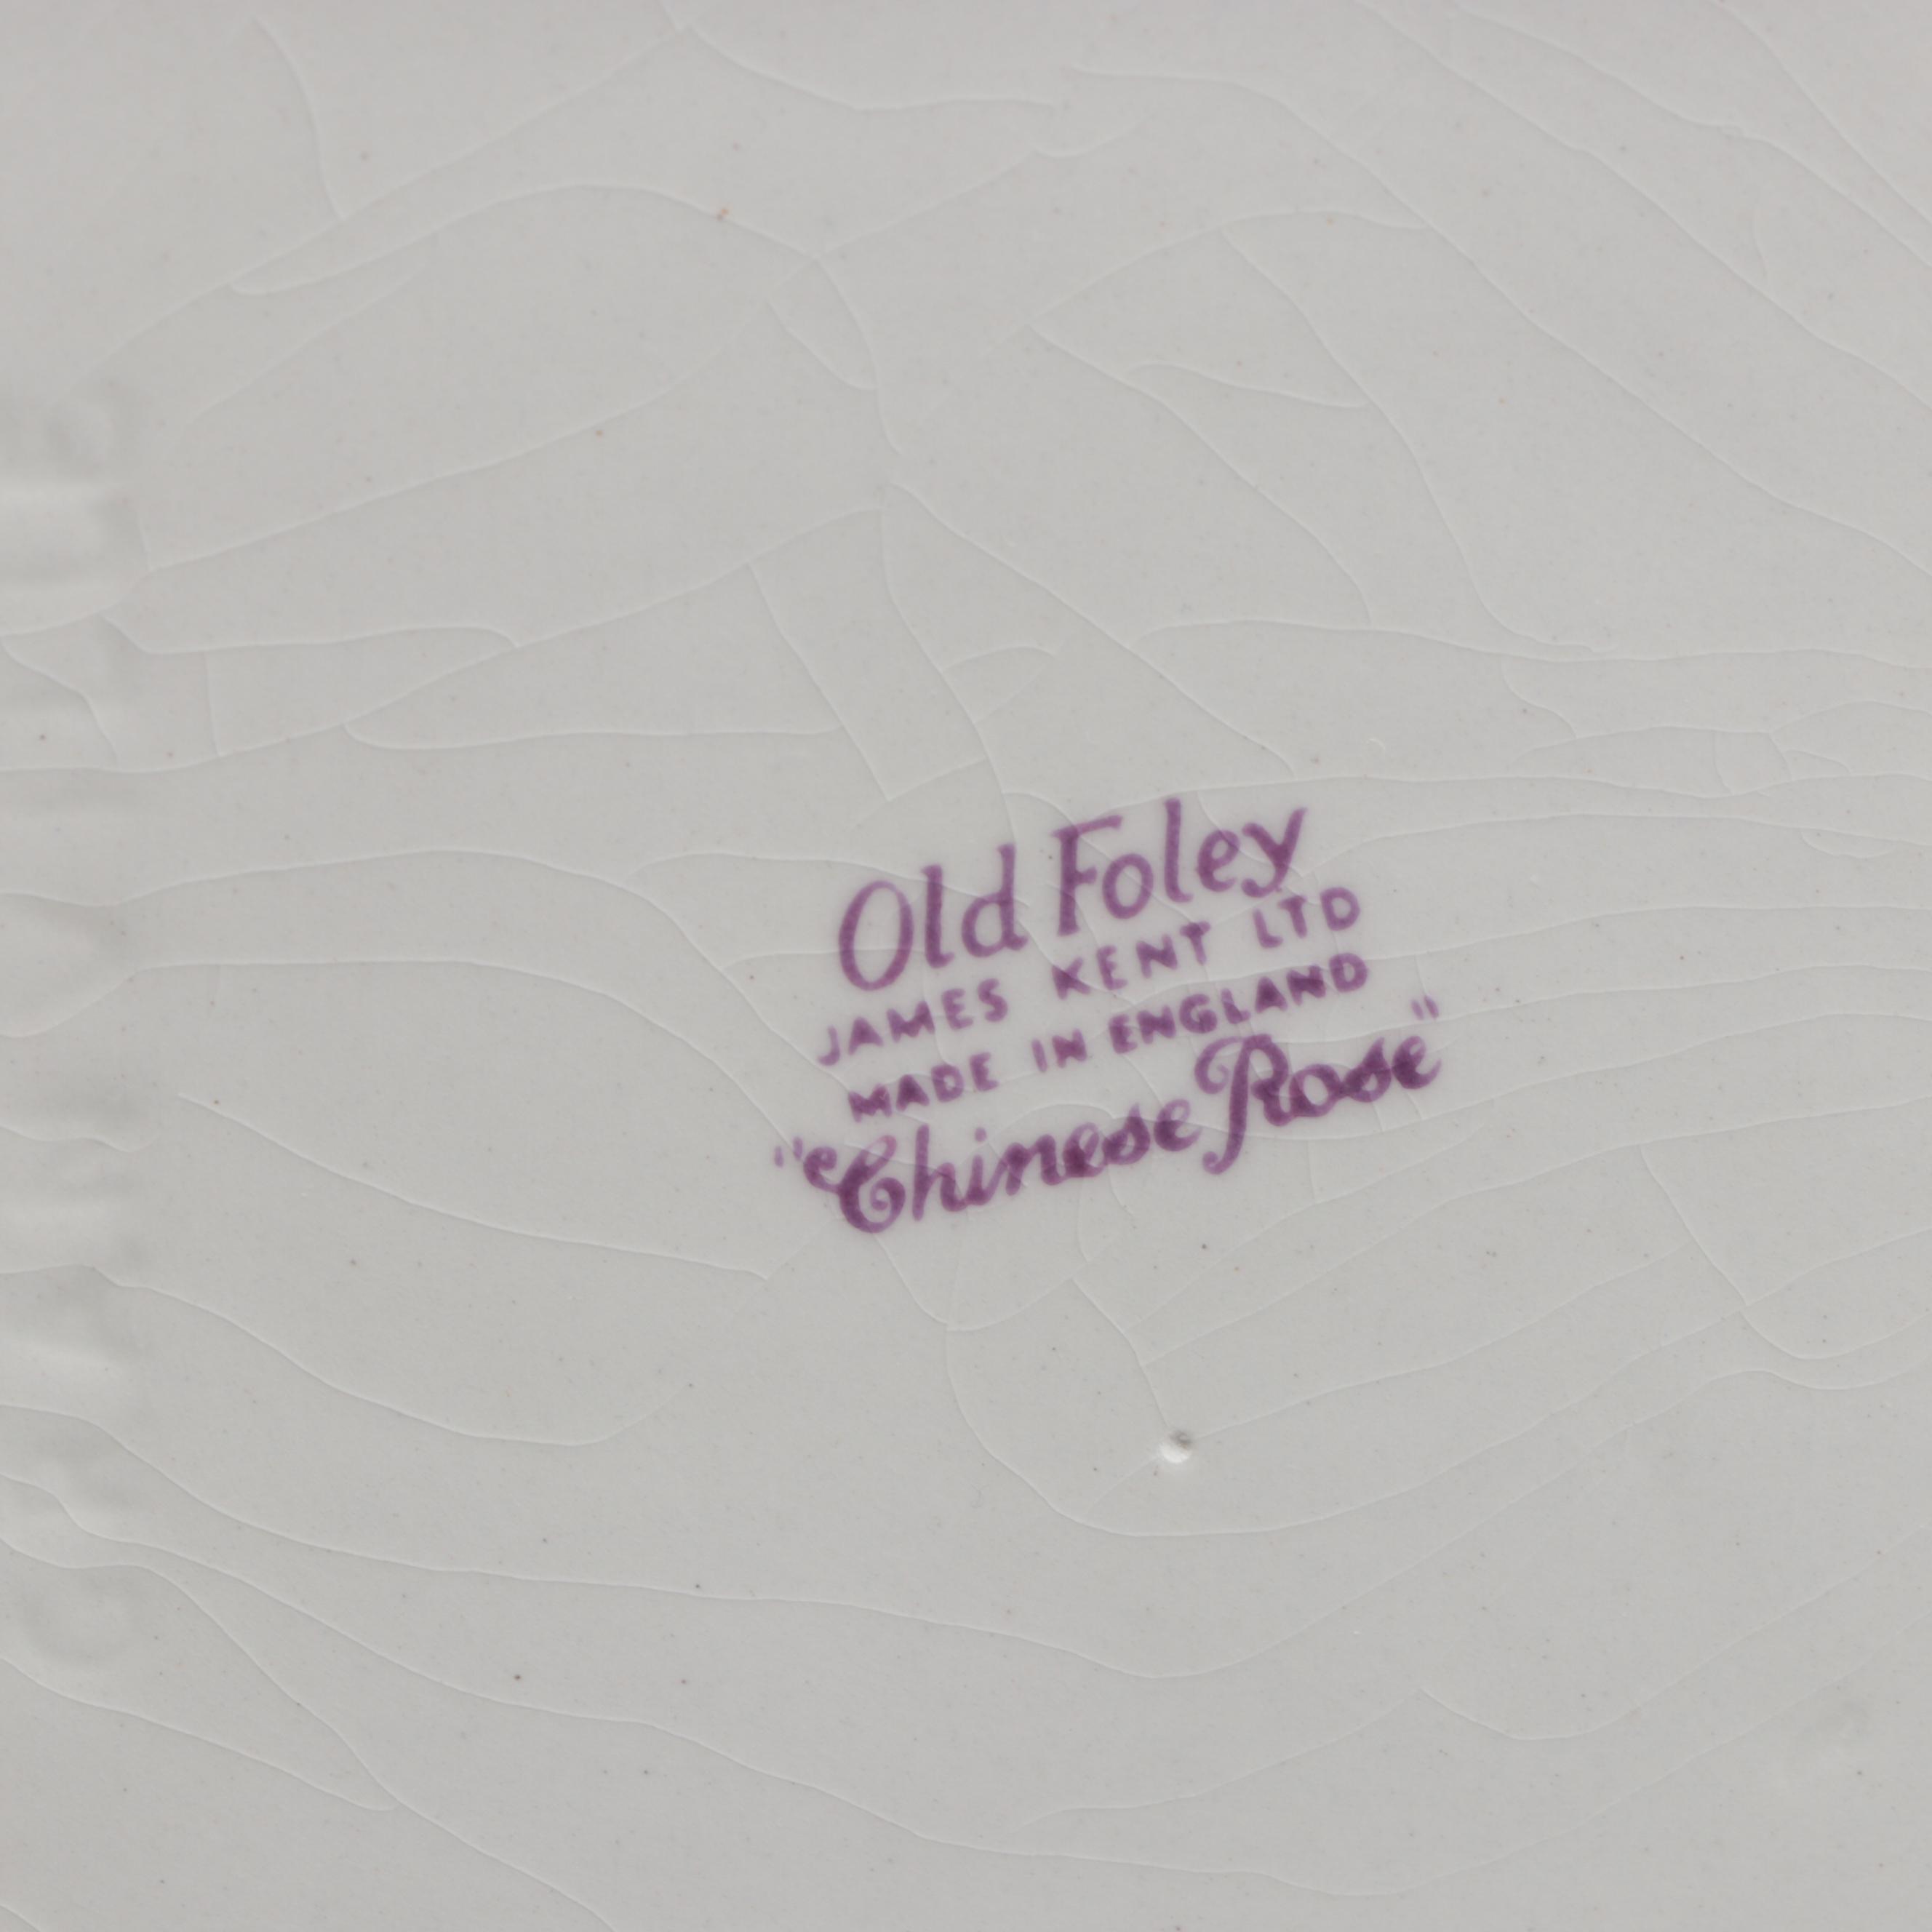 Old Foley
JAMES KENT LTD
MADE IN ENGLAND
"Chinese Rose"